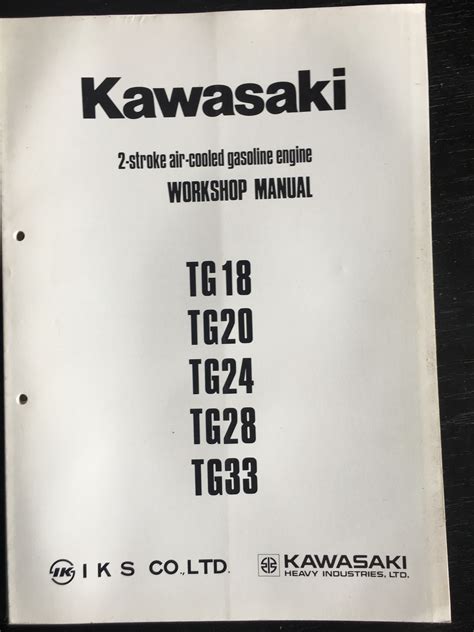 Kawasaki
2-stroke air-cooled gasoline engine
WORKSHOP MANUAL
TG18
TG20
TG24
TG28
TG33
IK I K S CO.,LTD. KAWASAKI
HEAVY INDUSTRIES, LTD.